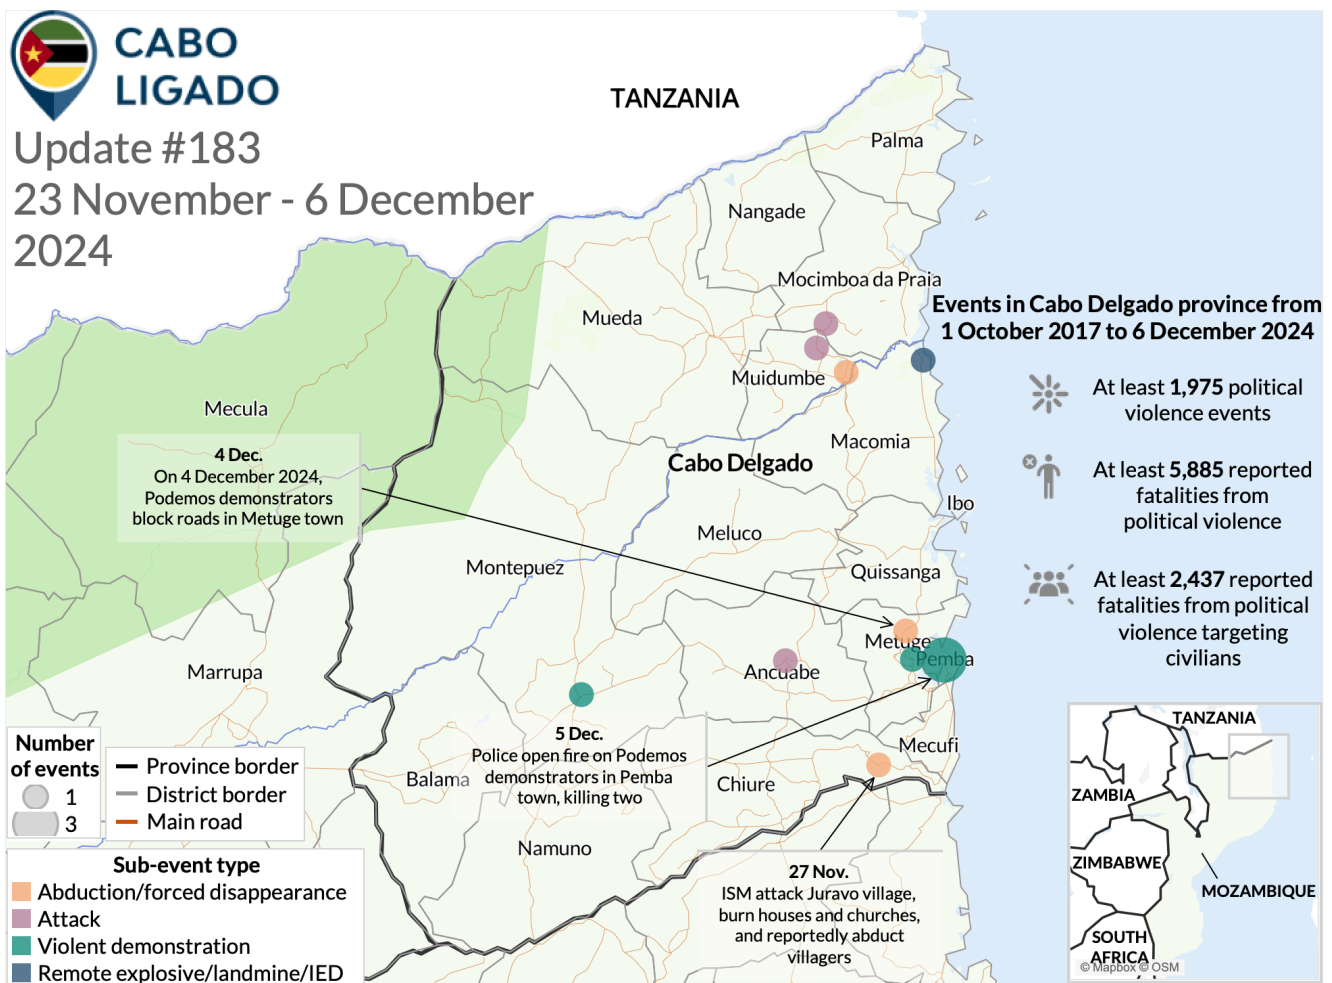 CABO
LIGADO
Update #183
23 November - 6 December
2024
TANZANIA
Palma
Nangade
Mocimboa da Praia
Mueda
Muidumbe
Mecula
Macomia
Cabo Delgado
Ibo
Meluco
Montepuez
Quissanga
Metuge
Pemba
Marrupa
Ancuabe
Mecufi
Balama
Chiure
Namuno
4 Dec.
On 4 December 2024,
Podemos demonstrators
block roads in Metuge town
5 Dec.
Police open fire on Podemos
demonstrators in Pemba
town, killing two
27 Nov.
ISM attack Juravo village,
burn houses and churches,
and reportedly abduct
villagers
Events in Cabo Delgado province from
1 October 2017 to 6 December 2024
At least 1,975 political
violence events
At least 5,885 reported
fatalities from
political violence
At least 2,437 reported
fatalities from political
violence targeting
civilians
Number
of events
1
3
Province border
District border
Main road
Sub-event type
Abduction/forced disappearance
Attack
Violent demonstration
Remote explosive/landmine/IED
TANZANIA
ZAMBIA
ZIMBABWE
MOZAMBIQUE
SOUTH
AFRICA
© Mapbox © OSM